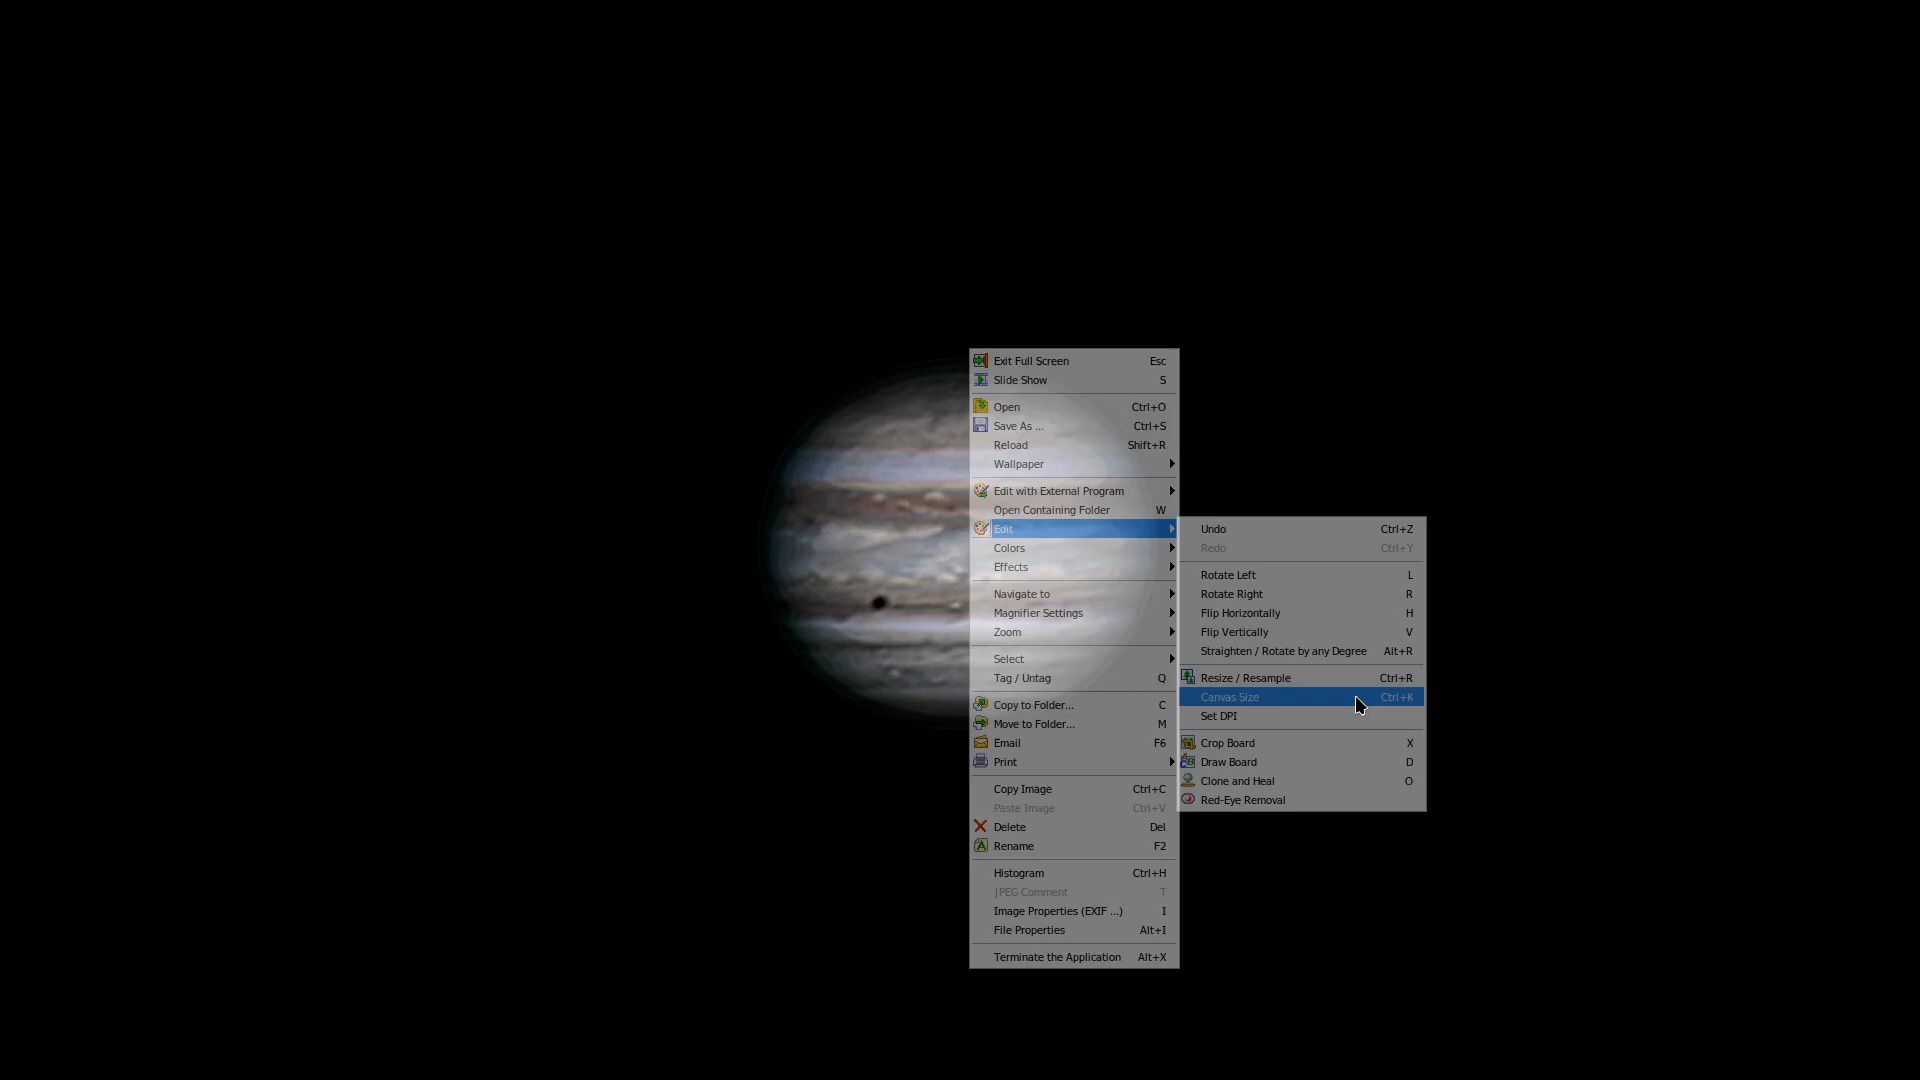 Exit Full Screen Esc
Slide Show S
Open Ctrl+O
Save As ... Ctrl+S
Reload Shift+R
Wallpaper
Edit with External Program
Open Containing Folder W
Edit
Colors
Effects
Navigate to
Magnifier Settings
Zoom
Select
Tag / Untag Q
Copy to Folder... C
Move to Folder... M
Email F6
Print
Copy Image Ctrl+C
Paste Image Ctrl+V
Delete Del
Rename F2
Histogram Ctrl+H
JPEG Comment T
Image Properties (EXIF ...) I
File Properties Alt+I
Terminate the Application Alt+X
Undo Ctrl+Z
Redo Ctrl+Y
Rotate Left L
Rotate Right R
Flip Horizontally H
Flip Vertically V
Straighten / Rotate by any Degree Alt+R
Resize / Resample Ctrl+R
Canvas Size Ctrl+K
Set DPI
Crop Board X
Draw Board D
Clone and Heal O
Red-Eye Removal